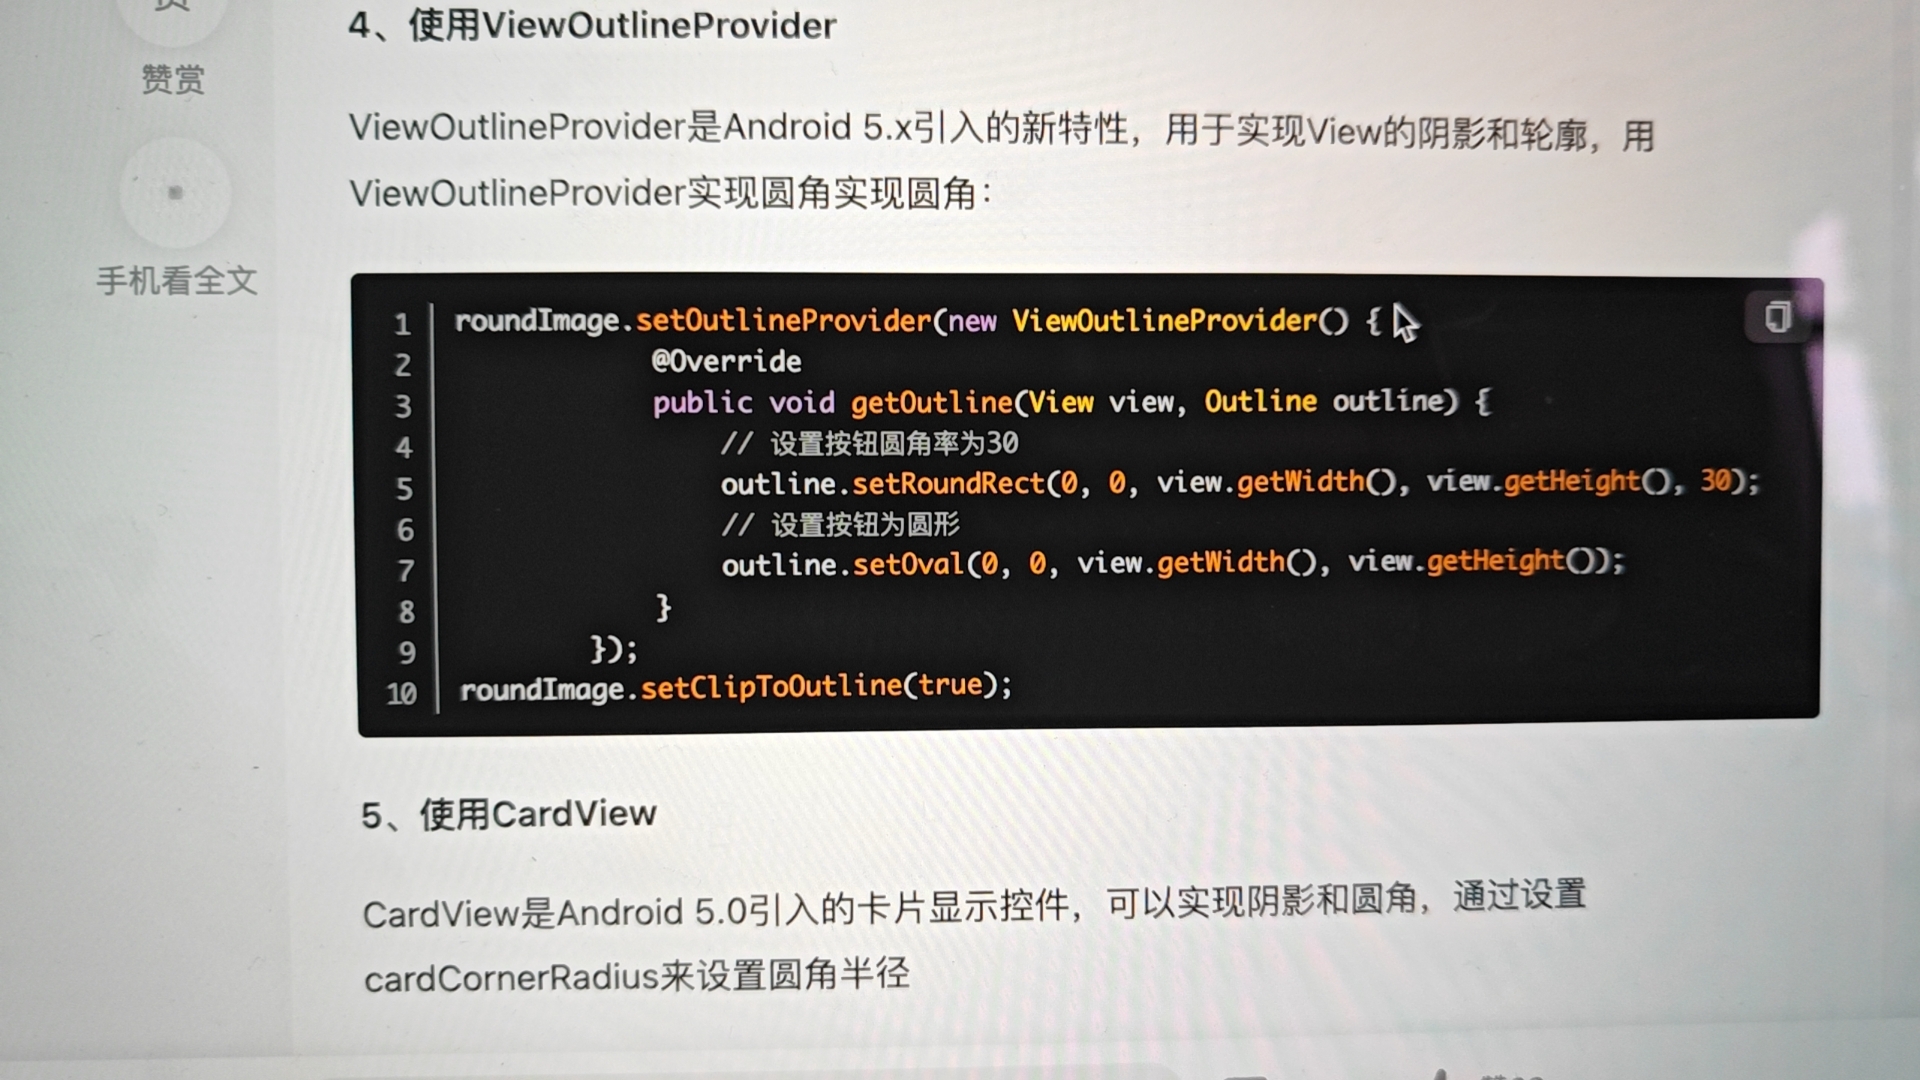 4、使用ViewOutlineProvider
赞赏
ViewOutlineProvider是Android 5.x引入的新特性，用于实现View的阴影和轮廓，用
ViewOutlineProvider实现圆角实现圆角：
手机看全文
1 roundImage.setOutlineProvider(new ViewOutlineProvider() {
2 @Override
3 public void getOutline(View view, Outline outline) {
4 // 设置按钮圆角率为30
5 outline.setRoundRect(0, 0, view.getWidth(), view.getHeight(), 30);
6 // 设置按钮为圆形
7 outline.setOval(0, 0, view.getWidth(), view.getHeight());
8 }
9 });
10 roundImage.setClipToOutline(true);
5、使用CardView
CardView是Android 5.0引入的卡片显示控件，可以实现阴影和圆角，通过设置
cardCornerRadius来设置圆角半径